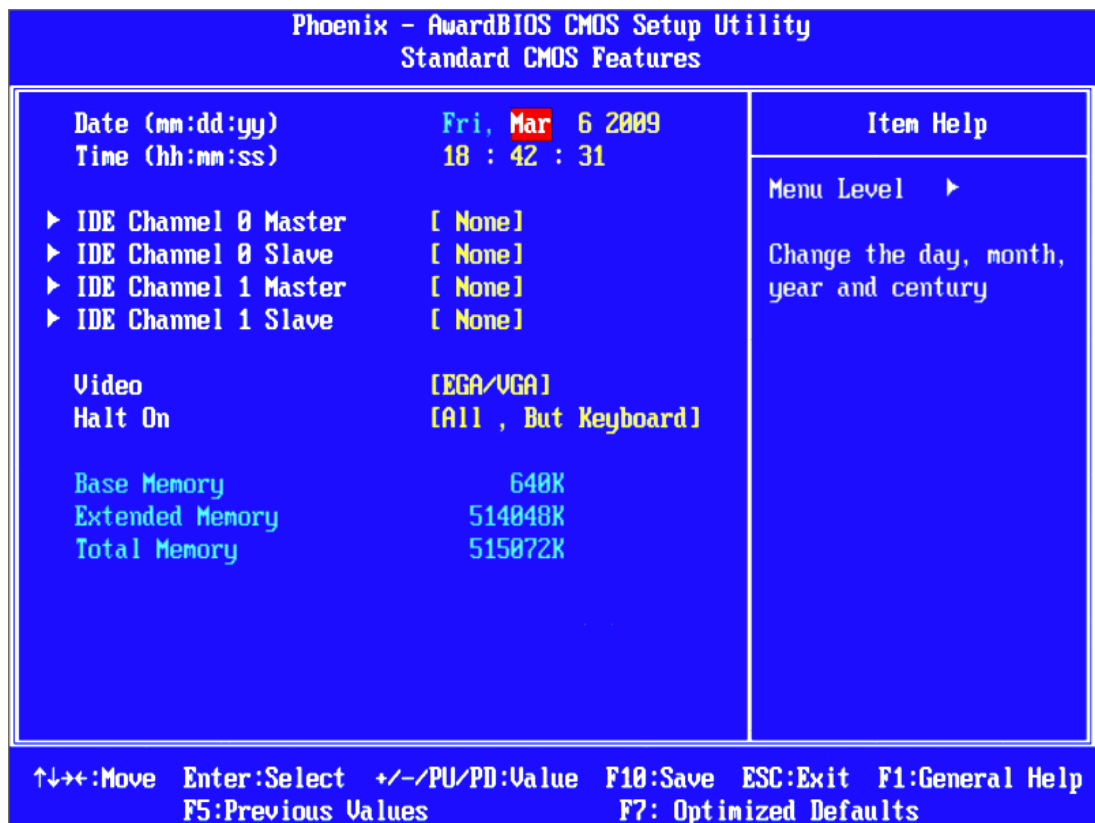 Phoenix - AwardBIOS CMOS Setup Utility
Standard CMOS Features
Date (mm:dd:yy) Fri, Mar 6 2009
Time (hh:mm:ss) 18 : 42 : 31
IDE Channel 0 Master [ None]
IDE Channel 0 Slave [ None]
IDE Channel 1 Master [ None]
IDE Channel 1 Slave [ None]
Video [EGA/VGA]
Halt On [All , But Keyboard]
Base Memory 640K
Extended Memory 514048K
Total Memory 515072K
Item Help
Menu Level
Change the day, month,
year and century
↑↓→←:Move Enter:Select +/-/PU/PD:Value F10:Save ESC:Exit F1:General Help
F5:Previous Values F7: Optimized Defaults